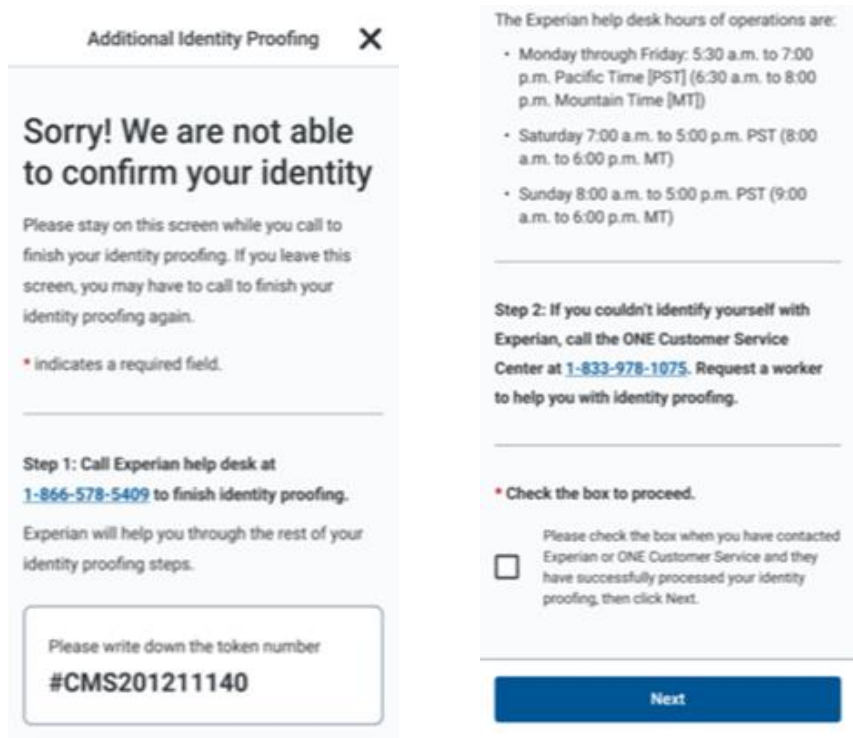 Additional Identity Proofing
Sorry! We are not able
to confirm your identity
Please stay on this screen while you call to
finish your identity proofing. If you leave this
screen, you may have to call to finish your
identity proofing again.
* indicates a required field.
Step 1: Call Experian help desk at
1-866-578-5409 to finish identity proofing.
Experian will help you through the rest of your
identity proofing steps.
Please write down the token number
#CMS201211140
The Experian help desk hours of operations are:
• Monday through Friday: 5:30 a.m. to 7:00
p.m. Pacific Time [PST] (6:30 a.m. to 8:00
p.m. Mountain Time [MT])
• Saturday 7:00 a.m. to 5:00 p.m. PST (8:00
a.m. to 6:00 p.m. MT)
• Sunday 8:00 a.m. to 5:00 p.m. PST (9:00
a.m. to 6:00 p.m. MT)
Step 2: If you couldn't identify yourself with
Experian, call the ONE Customer Service
Center at 1-833-978-1075. Request a worker
to help you with identity proofing.
* Check the box to proceed.
Please check the box when you have contacted
Experian or ONE Customer Service and they
have successfully processed your identity
proofing, then click Next.
Next